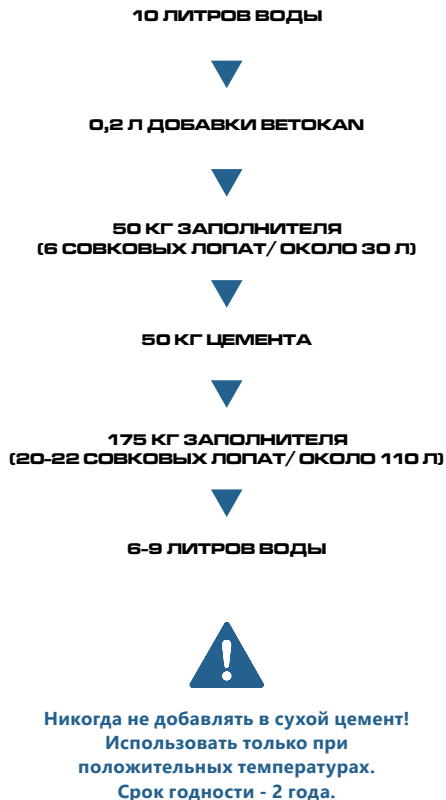 10 ЛИТРОВ ВОДЫ
0,2 Л ДОБАВКИ BETOKAN
50 КГ ЗАПОЛНИТЕЛЯ
(6 СОВКОВЫХ ЛОПАТ/ ОКОЛО 30 Л)
50 КГ ЦЕМЕНТА
175 КГ ЗАПОЛНИТЕЛЯ
(20-22 СОВКОВЫХ ЛОПАТ/ ОКОЛО 110 Л)
6-9 ЛИТРОВ ВОДЫ
Никогда не добавлять в сухой цемент!
Использовать только при
положительных температурах.
Срок годности - 2 года.